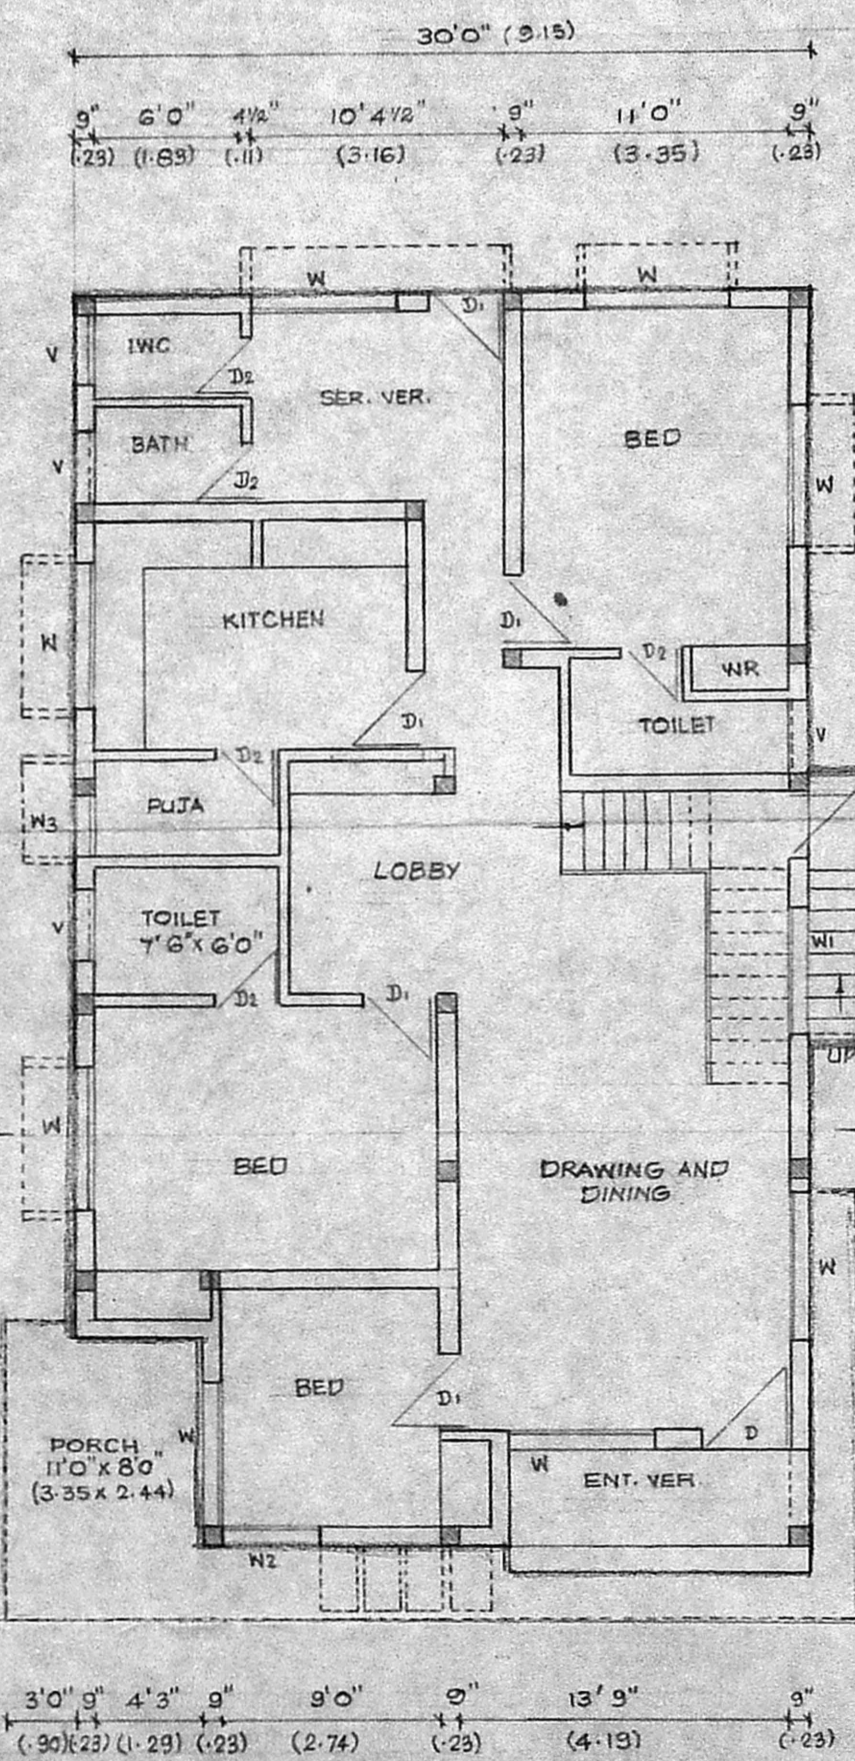 30'0" (9.15)
9" 6'0" 4½" 10'4½" 9" 11'0" 9"
(.23) (1.83) (.11) (3.16) (.23) (3.35) (.23)
W W
D1
V IWC
D2
SER. VER.
BED
V BATH
D2
W
KITCHEN
D1
W
D2
WR
D1
TOILET
V
D2
PUJA
W3
LOBBY
TOILET
7'6" x 6'0"
V
W1
D2 D1
UP
W
BED
DRAWING AND
DINING
W
BED
D1
W
D
PORCH
11'0" x 8'0"
(3.35 x 2.44)
W
ENT. VER.
W2
3'0" 9" 4'3" 9" 9'0" 9" 13'9" 9"
(.90) (.23) (1.29) (.23) (2.74) (.23) (4.19) (.23)